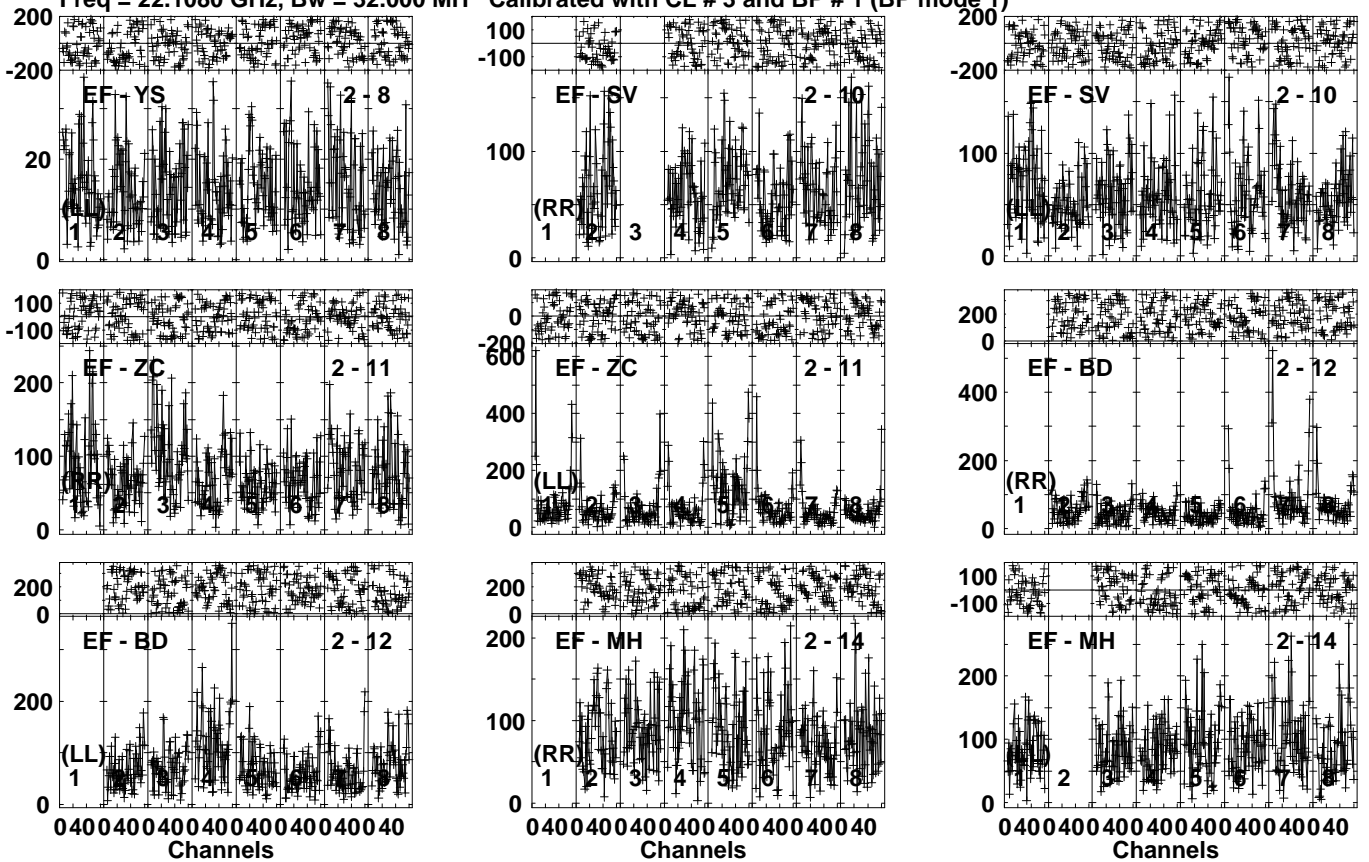 Freq = 22.1080 GHz, Bw = 32.000 MH Calibrated with CL # 3 and BP # 1 (BP mode 1)
200 100 200
-200 -100 -200
EF - YS 2 - 8 EF - SV 2 - 10 EF - SV 2 - 10
20 100 100
(LL) (RR) (LL)
1 2 3 4 5 6 7 8 1 2 3 4 5 6 7 8 1 2 3 4 5 6 7 8
0 0 0
100 0 200
-100 -200 0
600
EF - ZC 2 - 11 EF - ZC 2 - 11 EF - BD 2 - 12
200 400 400
100 200 200
(RR) (LL) (RR)
1 2 3 4 5 6 7 8 1 2 3 4 5 6 7 8 1 2 3 4 5 6 7 8
0 0 0
200 200 100
0 0 -100
EF - BD 2 - 12 EF - MH 2 - 14 EF - MH 2 - 14
200 200 200
100 100
(LL) (RR) (LL)
1 2 3 4 5 6 7 8 1 2 3 4 5 6 7 8 1 2 3 4 5 6 7 8
0 0 0
0 40 0 40 0 40 0 40 0 40 0 40 0 40 0 40 0 40 0 40 0 40 0 40 0 40 0 40 0 40 0 40 0 40 0 40 0 40 0 40 0 40 0 40 0 40 0 40
Channels Channels Channels